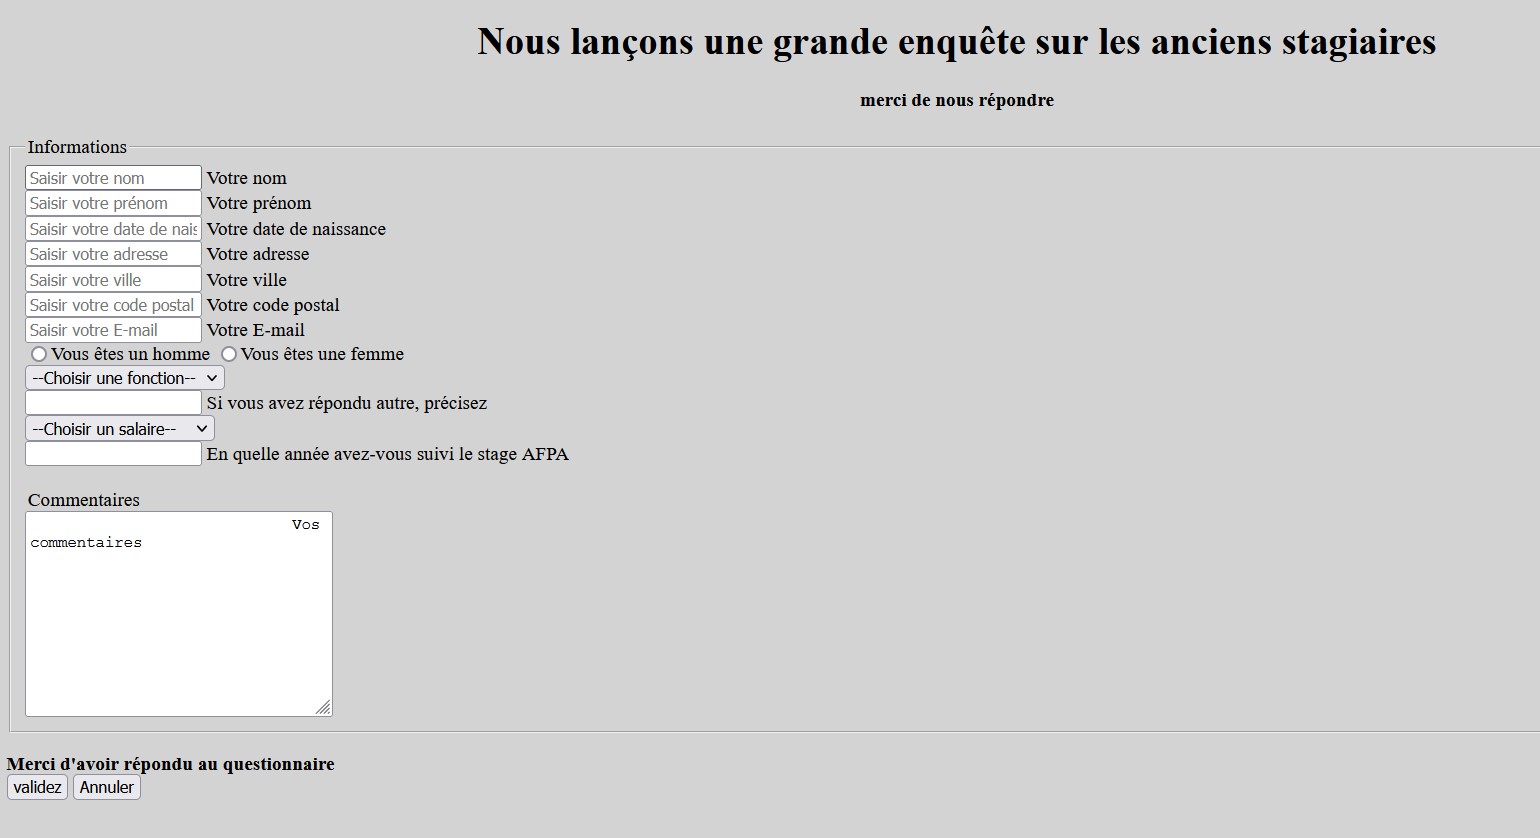 Nous lançons une grande enquête sur les anciens stagiaires
merci de nous répondre
Informations
Saisir votre nom Votre nom
Saisir votre prénom Votre prénom
Saisir votre date de nais Votre date de naissance
Saisir votre adresse Votre adresse
Saisir votre ville Votre ville
Saisir votre code postal Votre code postal
Saisir votre E-mail Votre E-mail
Vous êtes un homme Vous êtes une femme
--Choisir une fonction--
Si vous avez répondu autre, précisez
--Choisir un salaire--
En quelle année avez-vous suivi le stage AFPA
Commentaires
Vos
commentaires
Merci d'avoir répondu au questionnaire
validez Annuler